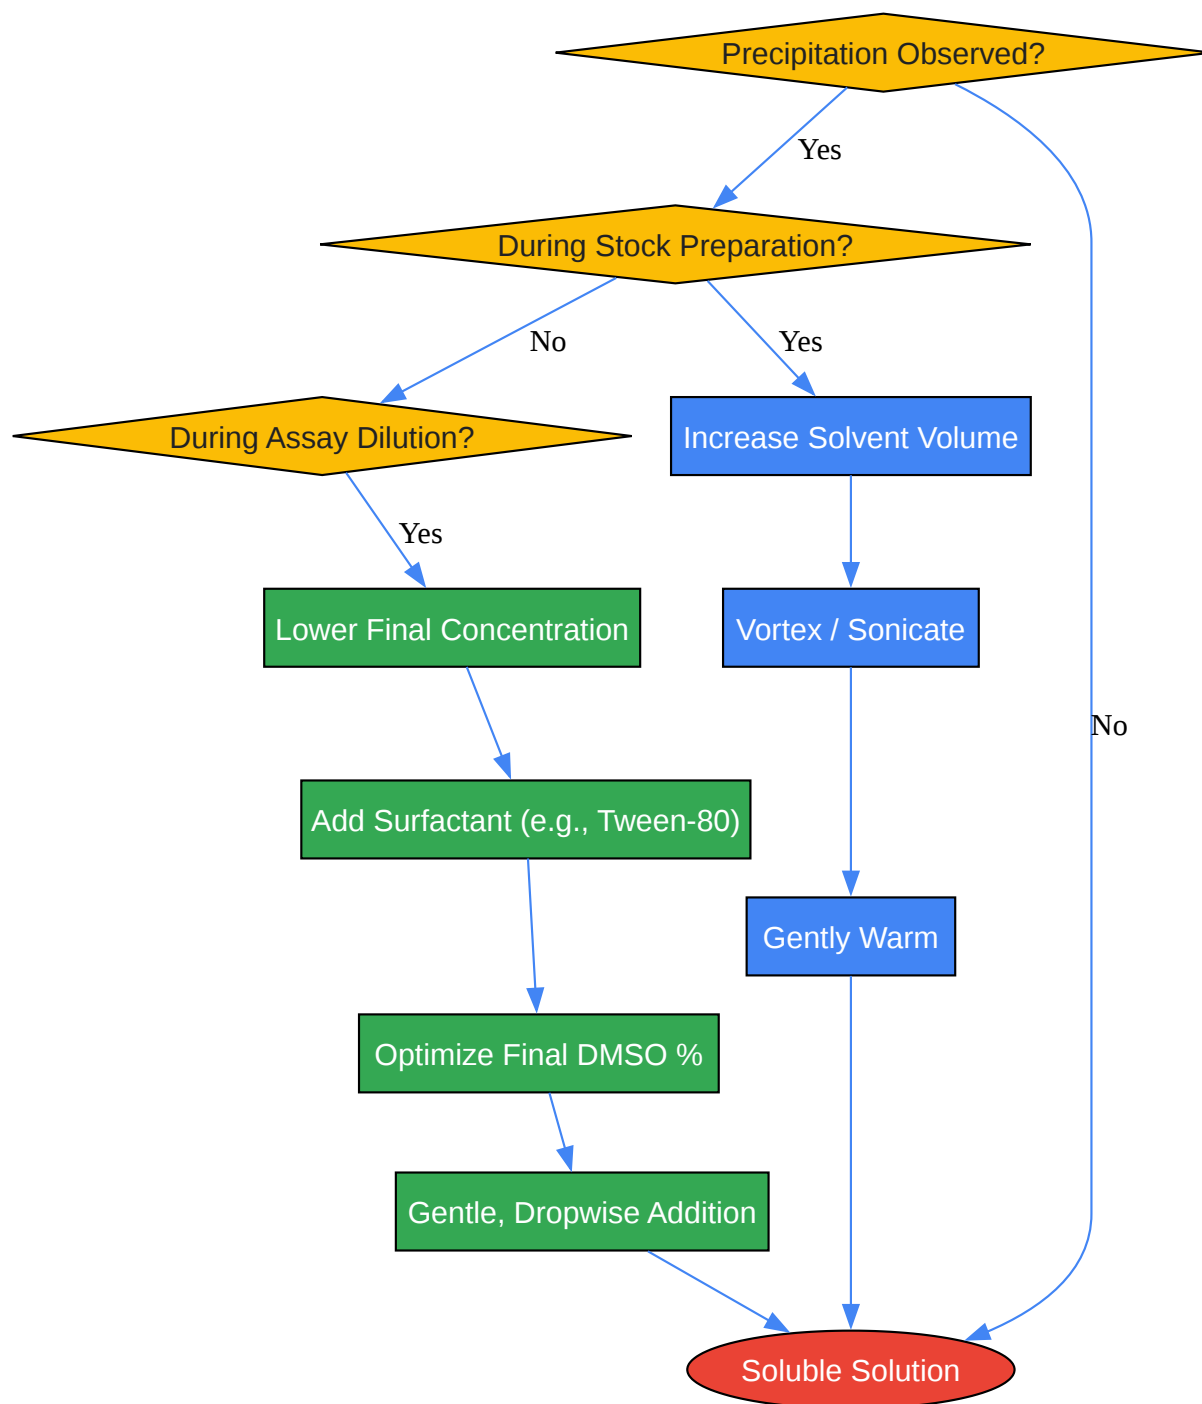 Precipitation Observed?
Yes
During Stock Preparation?
No
Yes
During Assay Dilution?
Increase Solvent Volume
Yes
Lower Final Concentration
Vortex / Sonicate
No
Add Surfactant (e.g., Tween-80)
Gently Warm
Optimize Final DMSO %
Gentle, Dropwise Addition
Soluble Solution